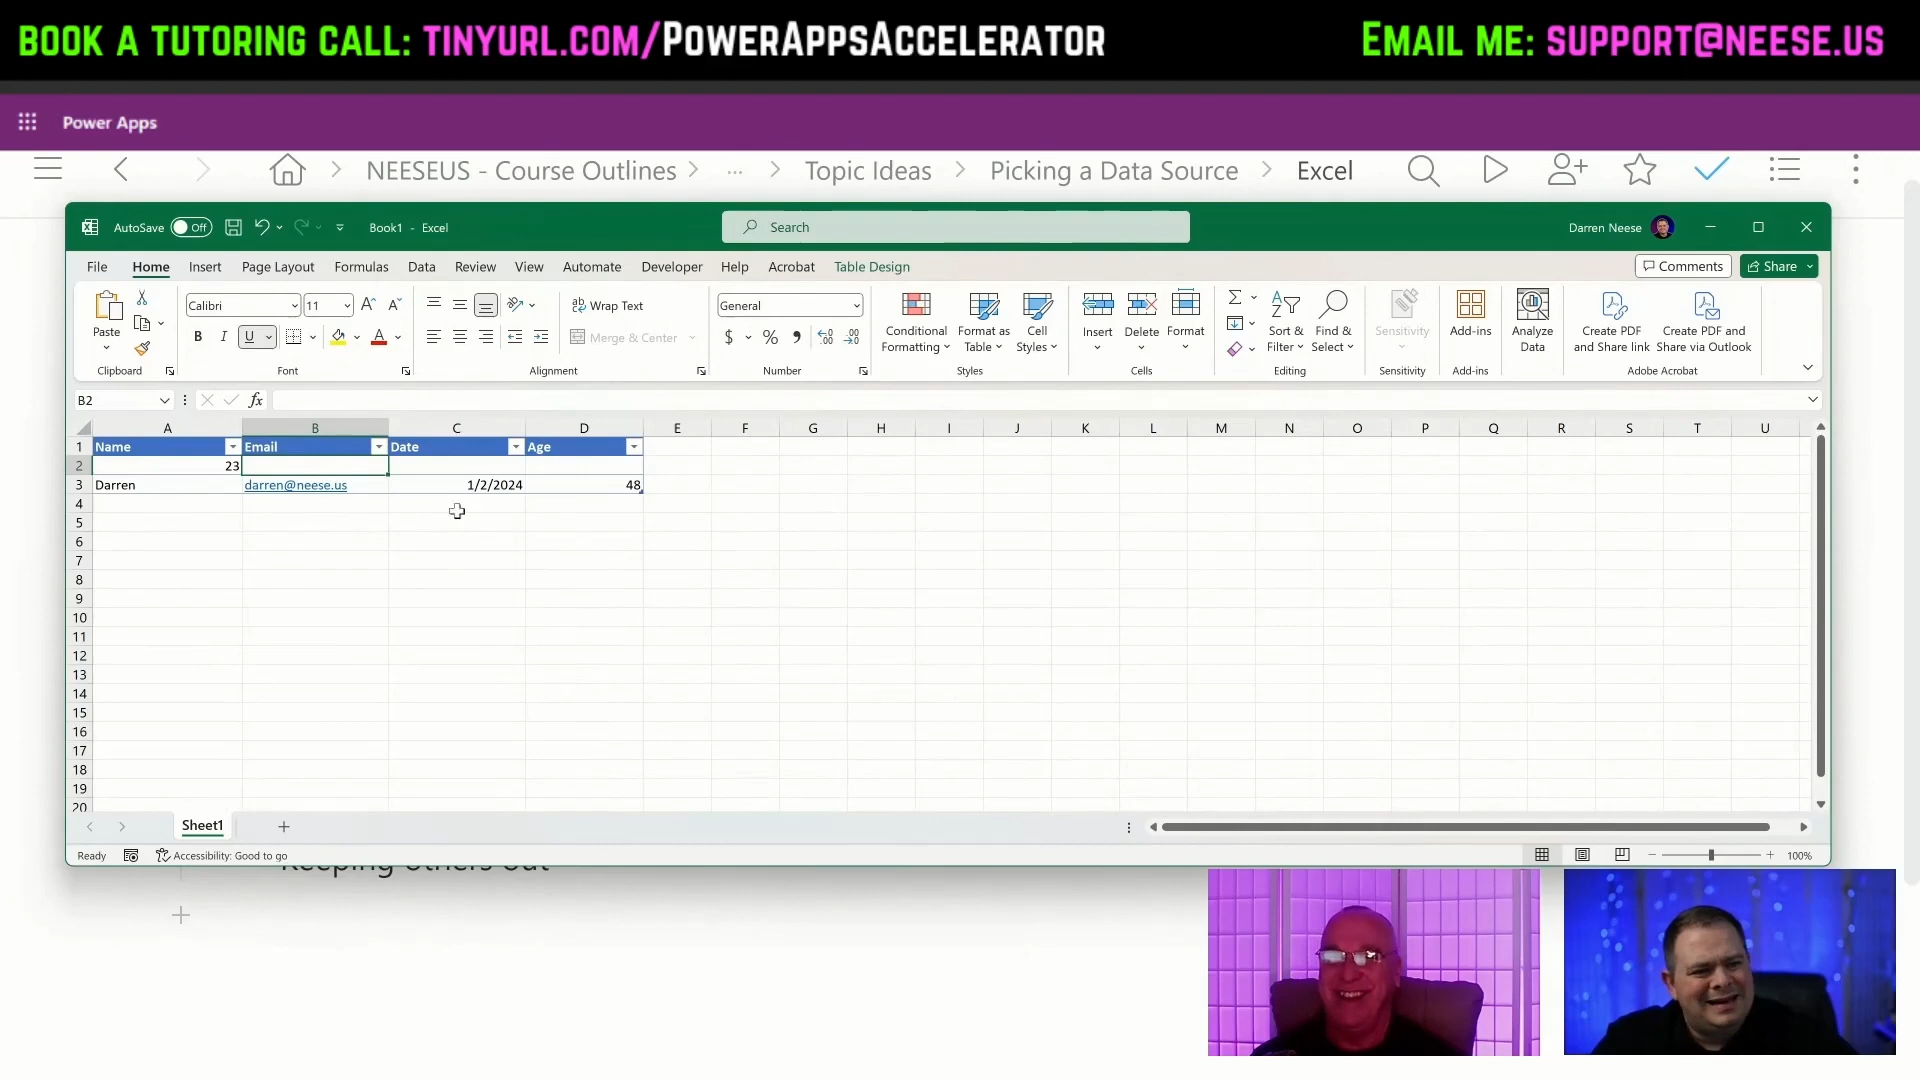 BOOK A TUTORING CALL: TINYURL.COM/POWERAPPSACCELERATOR
EMAIL ME: SUPPORT@NEESE.US
Power Apps
NEESEUS - Course Outlines > ... > Topic Ideas > Picking a Data Source > Excel
AutoSave Off Book1 - Excel Search Darren Neese
File Home Insert Page Layout Formulas Data Review View Automate Developer Help Acrobat Table Design Comments Share
Paste Calibri 11 Wrap Text General Conditional Formatting Format as Table Cell Styles Insert Delete Format Sort & Filter Find & Select Sensitivity Add-ins Analyze Data Create PDF and Share link Create PDF and Share via Outlook
B I U Merge & Center $ %
Clipboard Font Alignment Number Styles Cells Editing Sensitivity Add-ins Adobe Acrobat
B2 fx
A B C D E F G H I J K L M N O P Q R S T U
1 Name Email Date Age
2 23
3 Darren darren@neese.us 1/2/2024 48
4
5
6
7
8
9
10
11
12
13
14
15
16
17
18
19
20
Sheet1
Ready Accessibility: Good to go 100%
Keeping others out